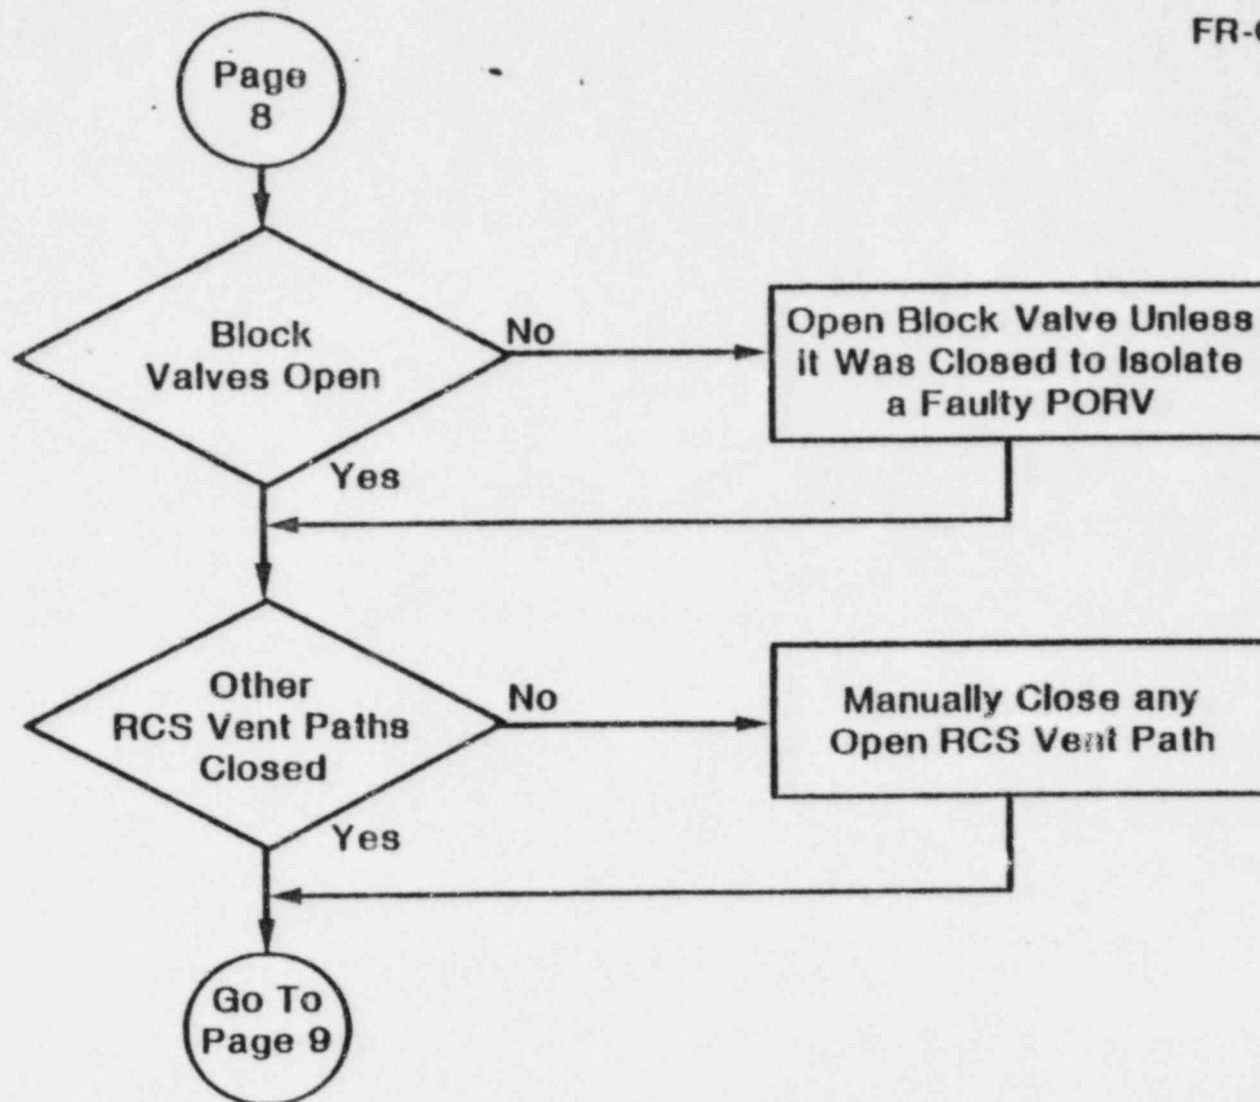 FR-
Page
8
Block
Valves Open
No
Open Block Valve Unless
it Was Closed to Isolate
a Faulty PORV
Yes
Other
RCS Vent Paths
Closed
No
Manually Close any
Open RCS Vent Path
Yes
Go To
Page 9